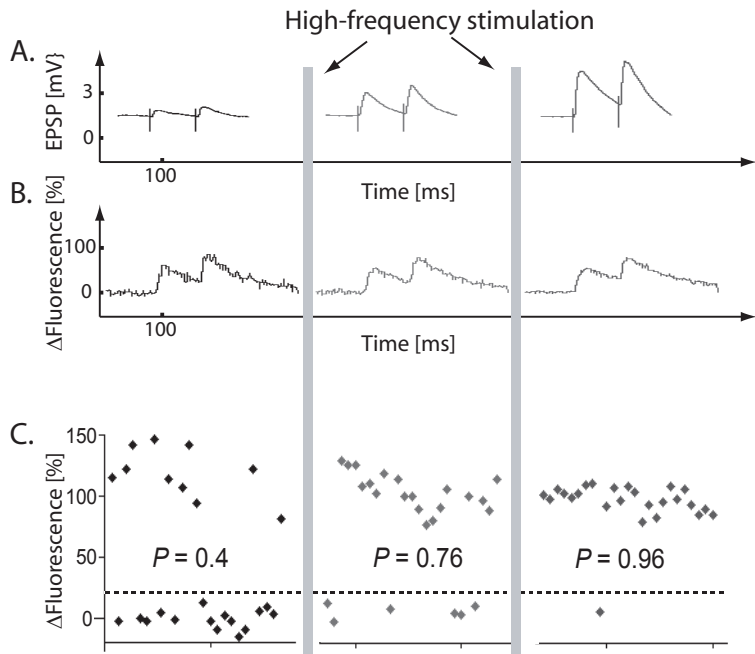 High-frequency stimulation
A.
EPSP [mV}
3
0
100
Time [ms]
B.
ΔFluorescence [%]
100
0
100
Time [ms]
C.
ΔFluorescence [%]
150
100
50
0
P = 0.4
P = 0.76
P = 0.96